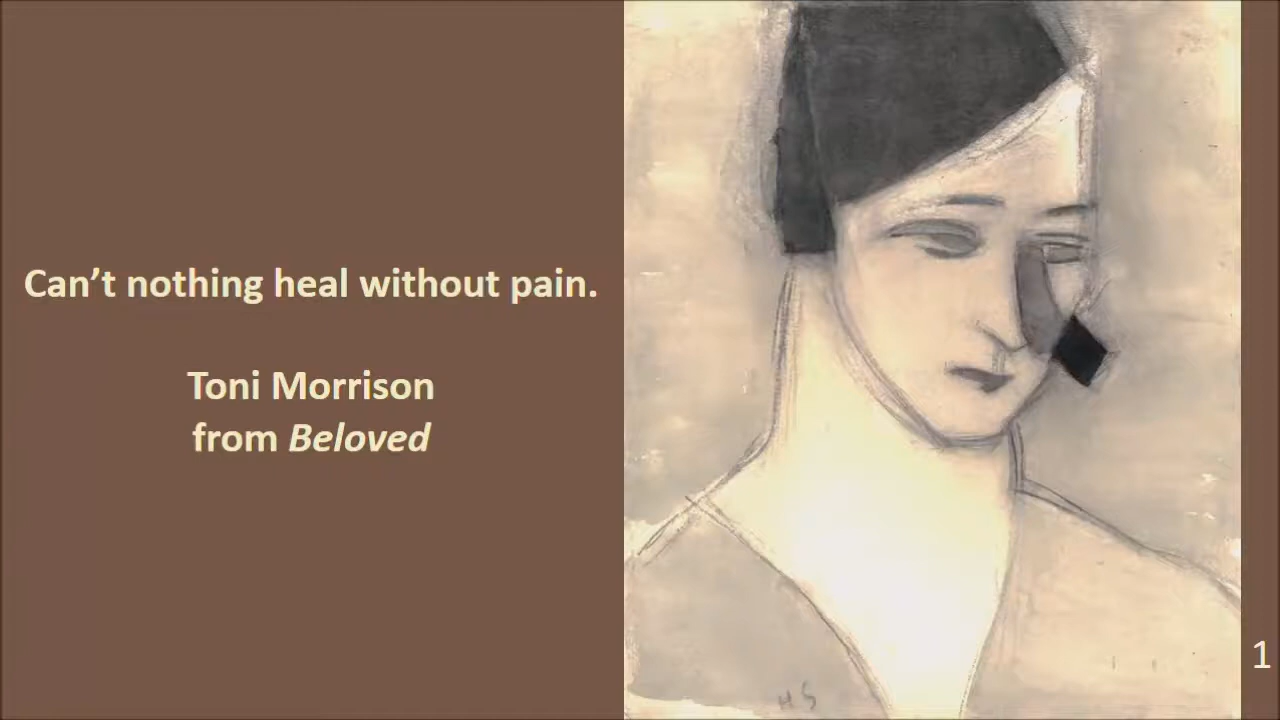 Can’t nothing heal without pain.
Toni Morrison
from Beloved
H S
1